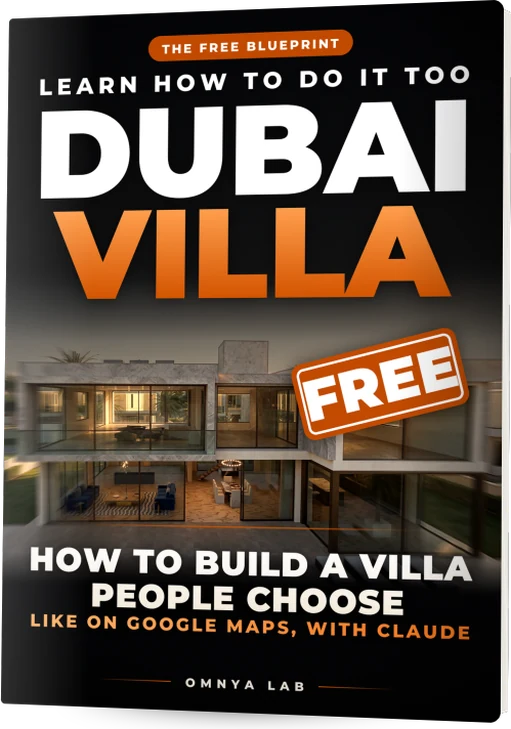 THE FREE BLUEPRINT
LEARN HOW TO DO IT TOO
DUBAI
VILLA
FREE
HOW TO BUILD A VILLA
PEOPLE CHOOSE
LIKE ON GOOGLE MAPS, WITH CLAUDE
OMNYA LAB